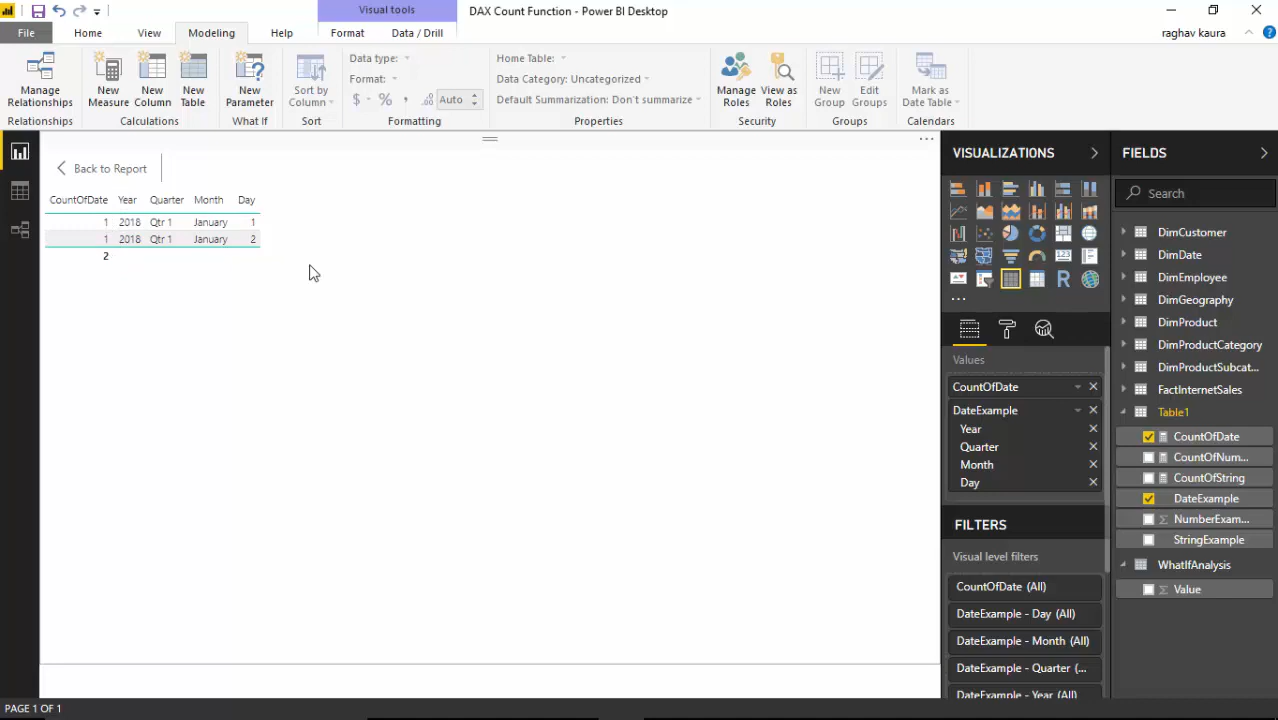 Visual tools
DAX Count Function - Power BI Desktop
File Home View Modeling Help Format Data / Drill
raghav kaura
Manage Relationships
New Measure
New Column
New Table
New Parameter
Sort by Column
Data type:
Format:
$ % , Auto
Home Table:
Data Category: Uncategorized
Default Summarization: Don't summarize
Manage Roles
View as Roles
New Group
Edit Groups
Mark as Date Table
Relationships Calculations What If Sort Formatting Properties Security Groups Calendars
Back to Report
CountOfDate Year Quarter Month Day
1 2018 Qtr 1 January 1
1 2018 Qtr 1 January 2
2
VISUALIZATIONS
R
Values
CountOfDate
DateExample
Year
Quarter
Month
Day
FILTERS
Visual level filters
CountOfDate (All)
DateExample - Day (All)
DateExample - Month (All)
DateExample - Quarter (...
DateExample - Year (All)
FIELDS
Search
DimCustomer
DimDate
DimEmployee
DimGeography
DimProduct
DimProductCategory
DimProductSubcat...
FactInternetSales
Table1
CountOfDate
CountOfNum...
CountOfString
DateExample
NumberExam...
StringExample
WhatIfAnalysis
Value
PAGE 1 OF 1